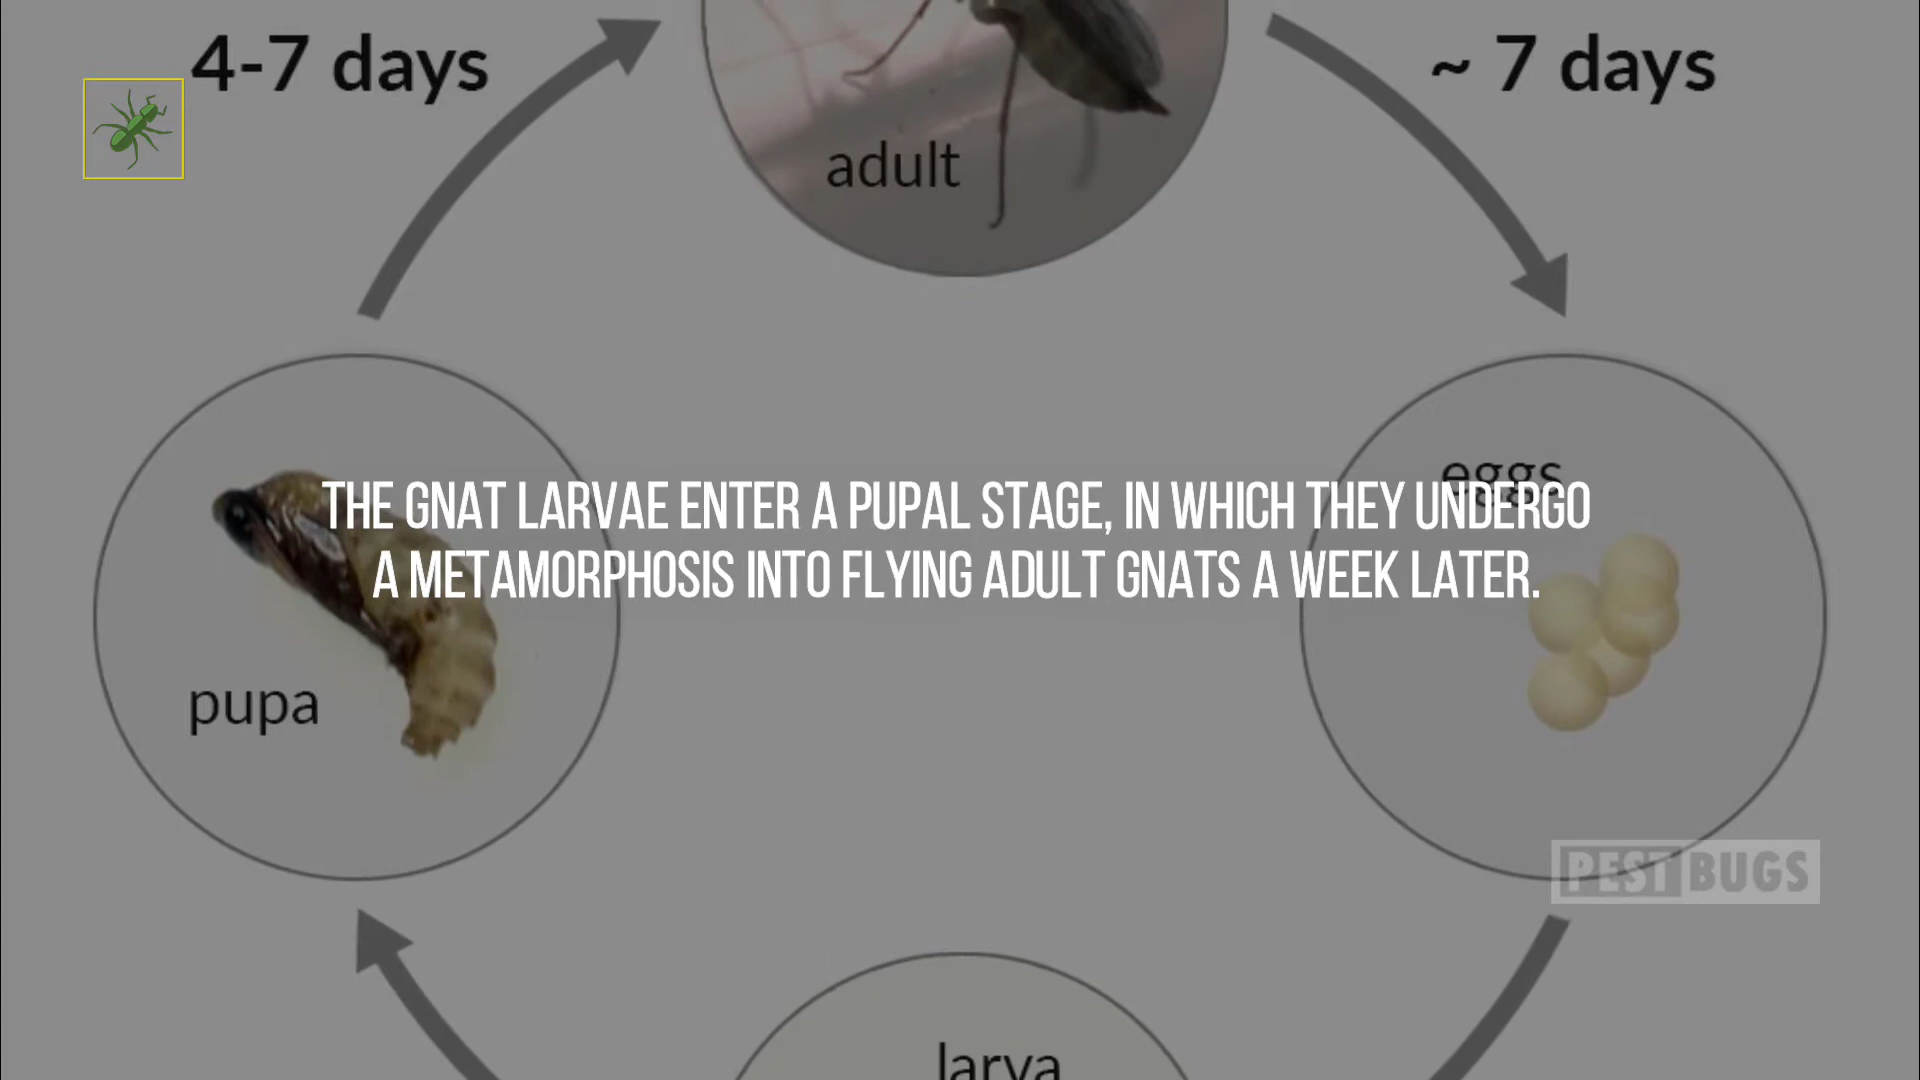 4-7 days
~ 7 days
adult
eggs
THE GNAT LARVAE ENTER A PUPAL STAGE, IN WHICH THEY UNDERGO
A METAMORPHOSIS INTO FLYING ADULT GNATS A WEEK LATER.
pupa
PEST BUGS
larva